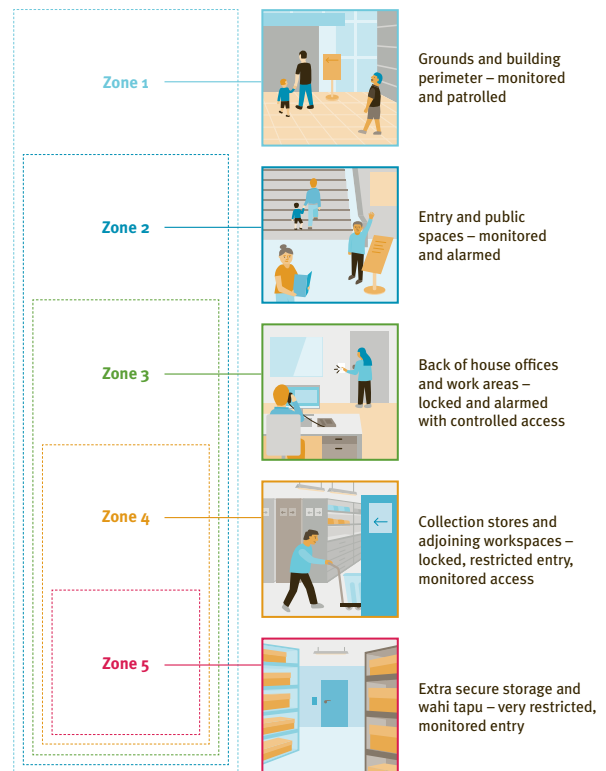 Zone 1
Grounds and building
perimeter – monitored
and patrolled
Zone 2
Entry and public
spaces – monitored
and alarmed
Zone 3
Back of house offices
and work areas –
locked and alarmed
with controlled access
Zone 4
Collection stores and
adjoining workspaces –
locked, restricted entry,
monitored access
Zone 5
Extra secure storage and
wahi tapu – very restricted,
monitored entry